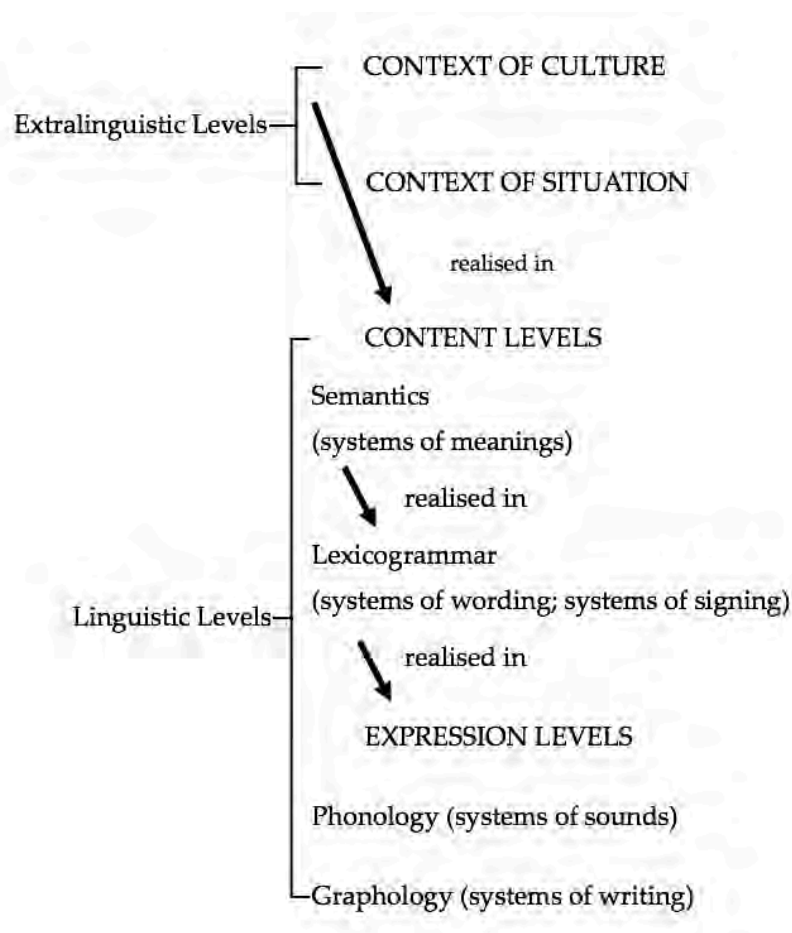 CONTEXT OF CULTURE
Extralinguistic Levels
CONTEXT OF SITUATION
realised in
CONTENT LEVELS
Semantics
(systems of meanings)
realised in
Lexicogrammar
(systems of wording; systems of signing)
Linguistic Levels
realised in
EXPRESSION LEVELS
Phonology (systems of sounds)
Graphology (systems of writing)